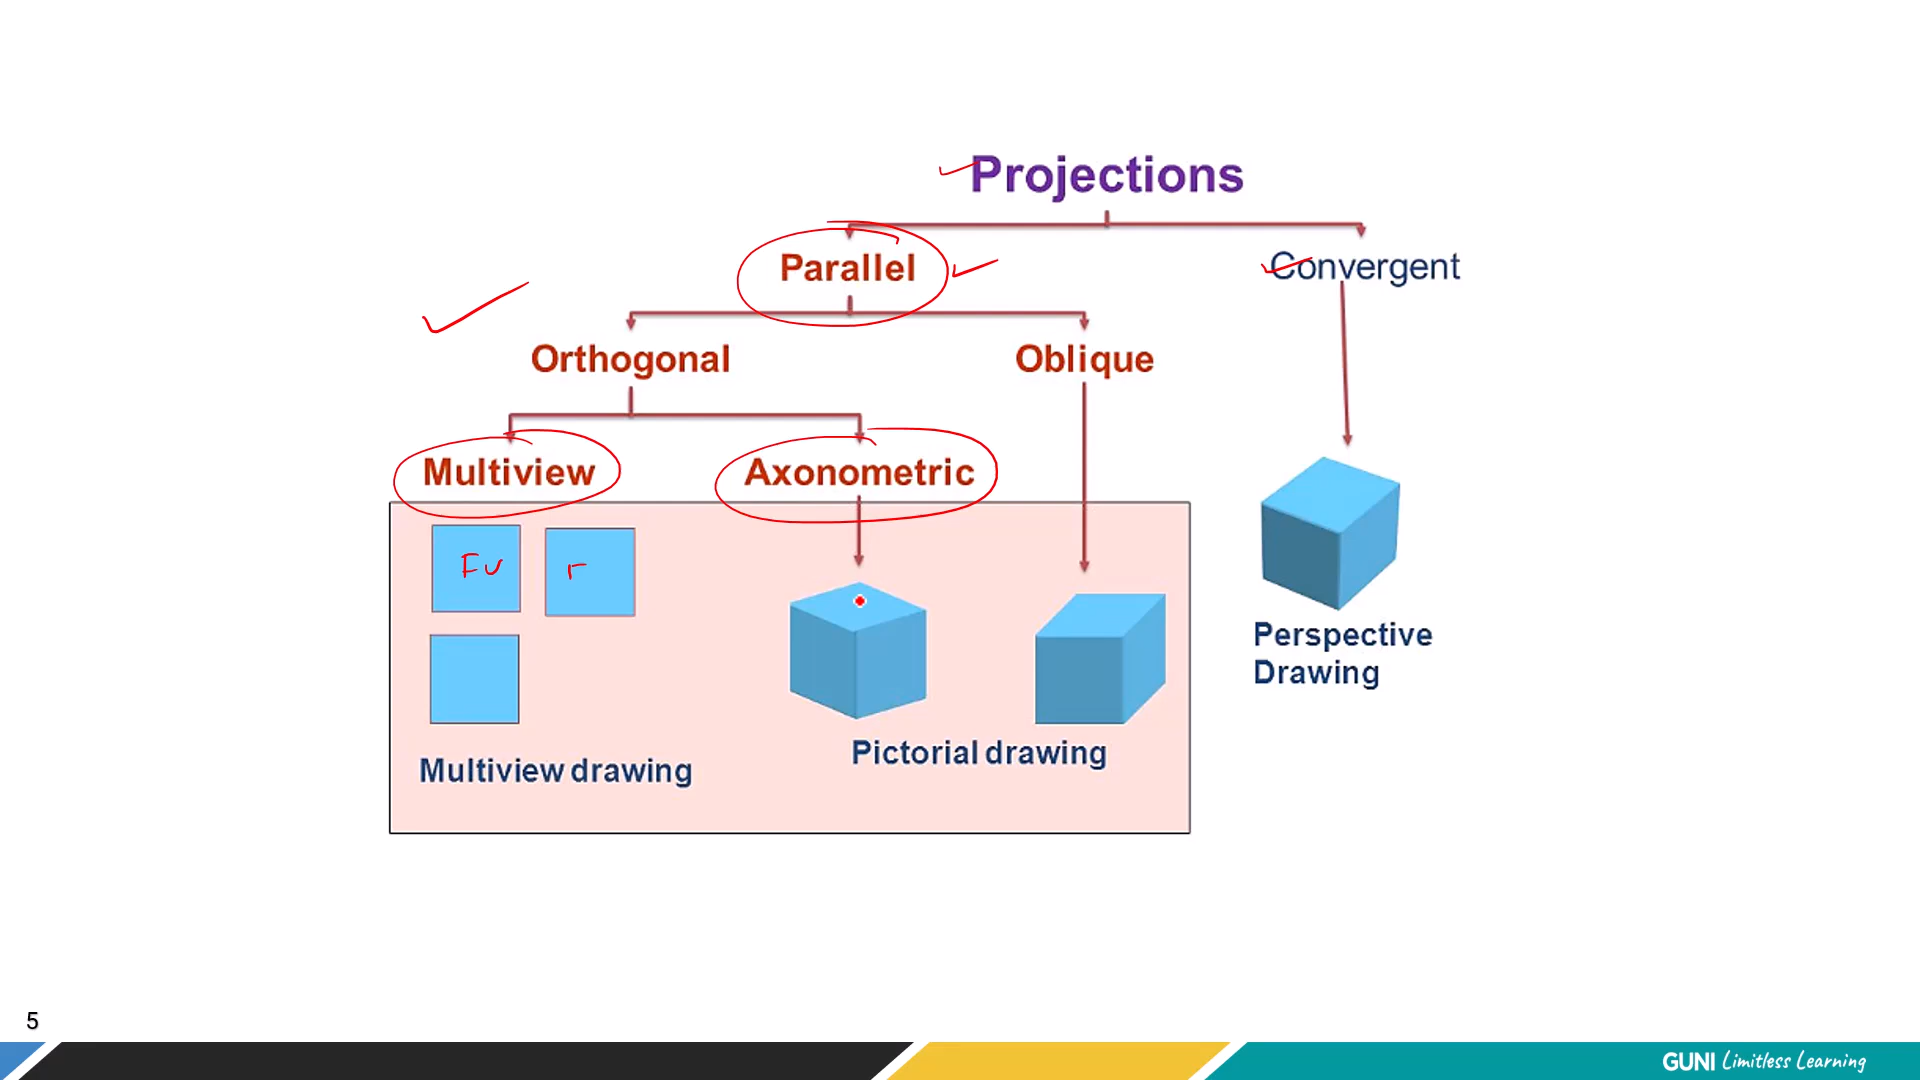 Projections
Parallel
Convergent
Orthogonal
Oblique
Multiview
Axonometric
Fv
Perspective
Drawing
Pictorial drawing
Multiview drawing
5
GUNI Limitless Learning